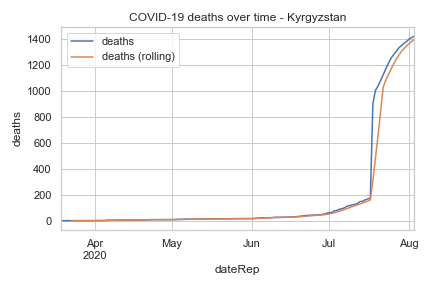 COVID-19 deaths over time - Kyrgyzstan
deaths
deaths (rolling)
1400
1200
1000
800
600
400
200
0
deaths
Apr
2020
May
Jun
Jul
Aug
dateRep